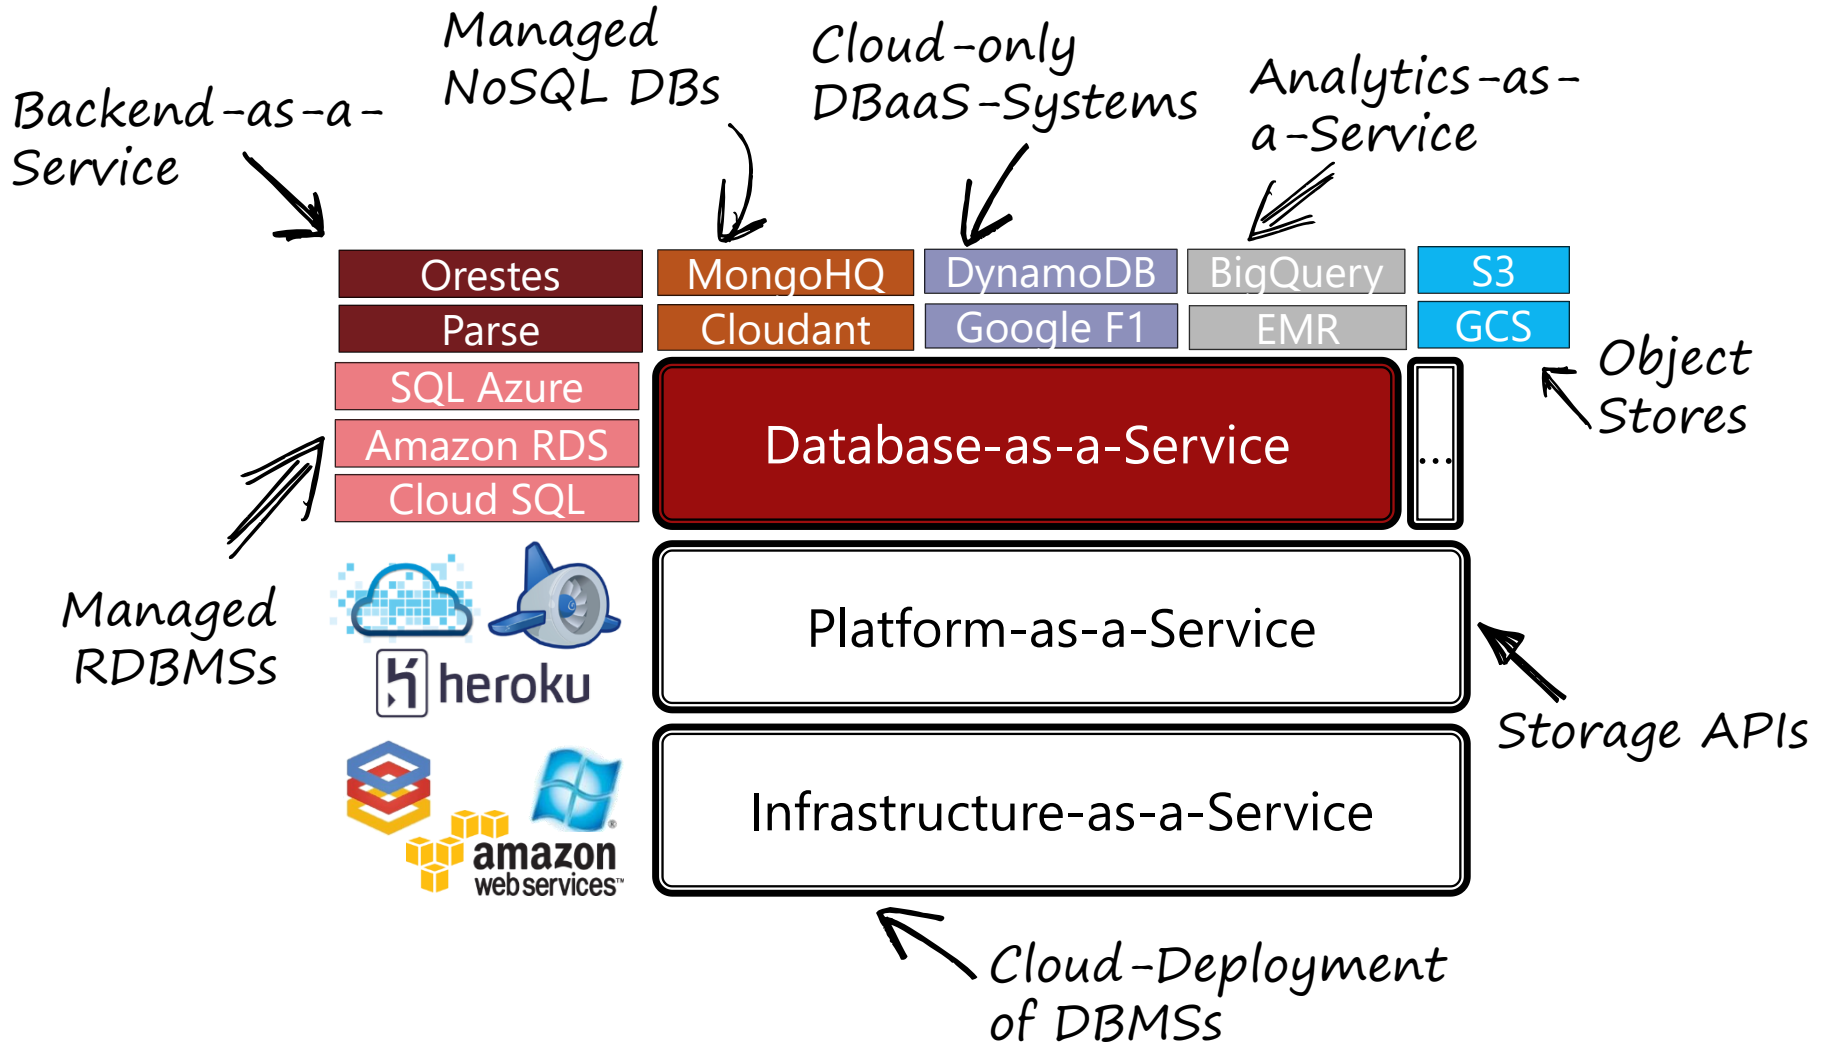 Managed
NoSQL DBs
Cloud-only
DBaaS-Systems
Analytics-as-
a-Service
Backend-as-a-
Service
Orestes
MongoHQ
DynamoDB
BigQuery
S3
Parse
Cloudant
Google F1
EMR
GCS
Object
Stores
SQL Azure
Amazon RDS
Cloud SQL
Database-as-a-Service
...
Managed
RDBMSs
heroku
Platform-as-a-Service
Storage APIs
amazon
web services™
®
Infrastructure-as-a-Service
Cloud-Deployment
of DBMSs